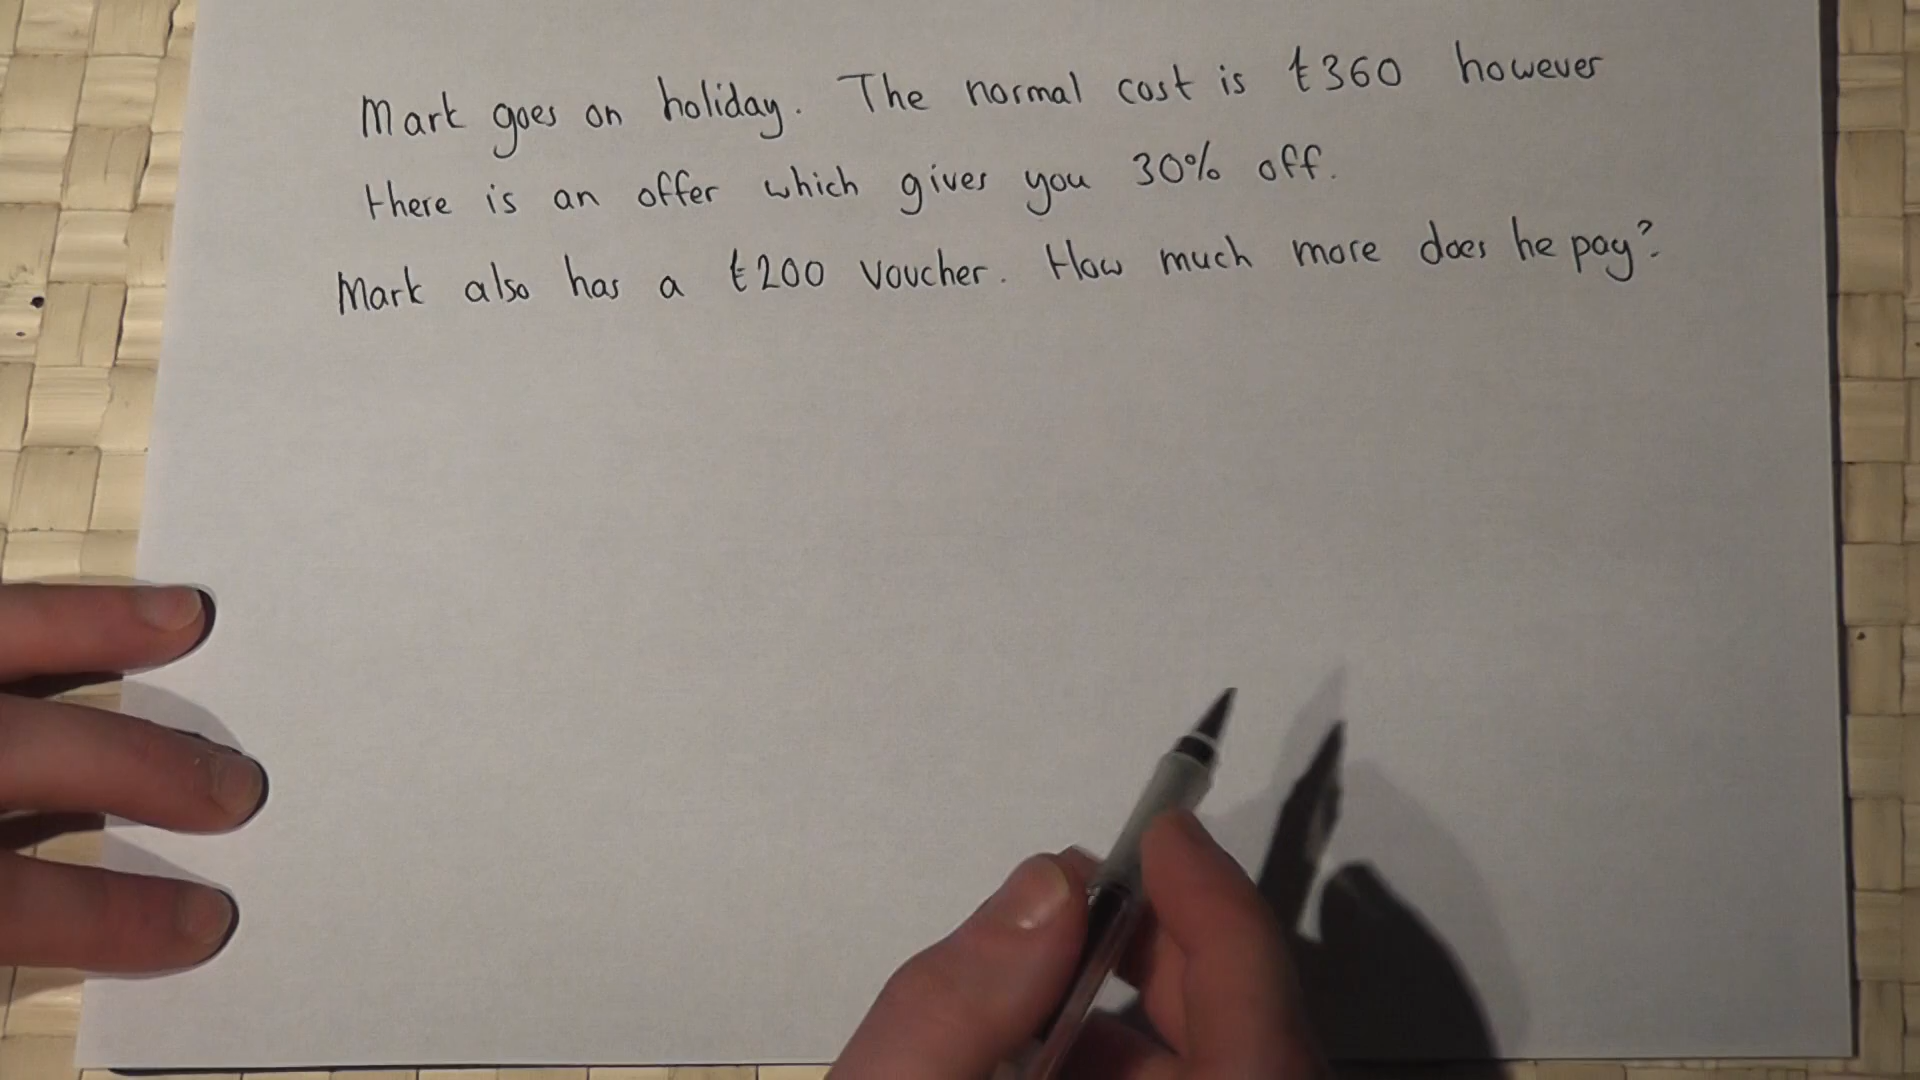 Mark goes on holiday. The normal cost is £360 however
there is an offer which gives you 30% off.
Mark also has a £200 voucher. How much more does he pay?